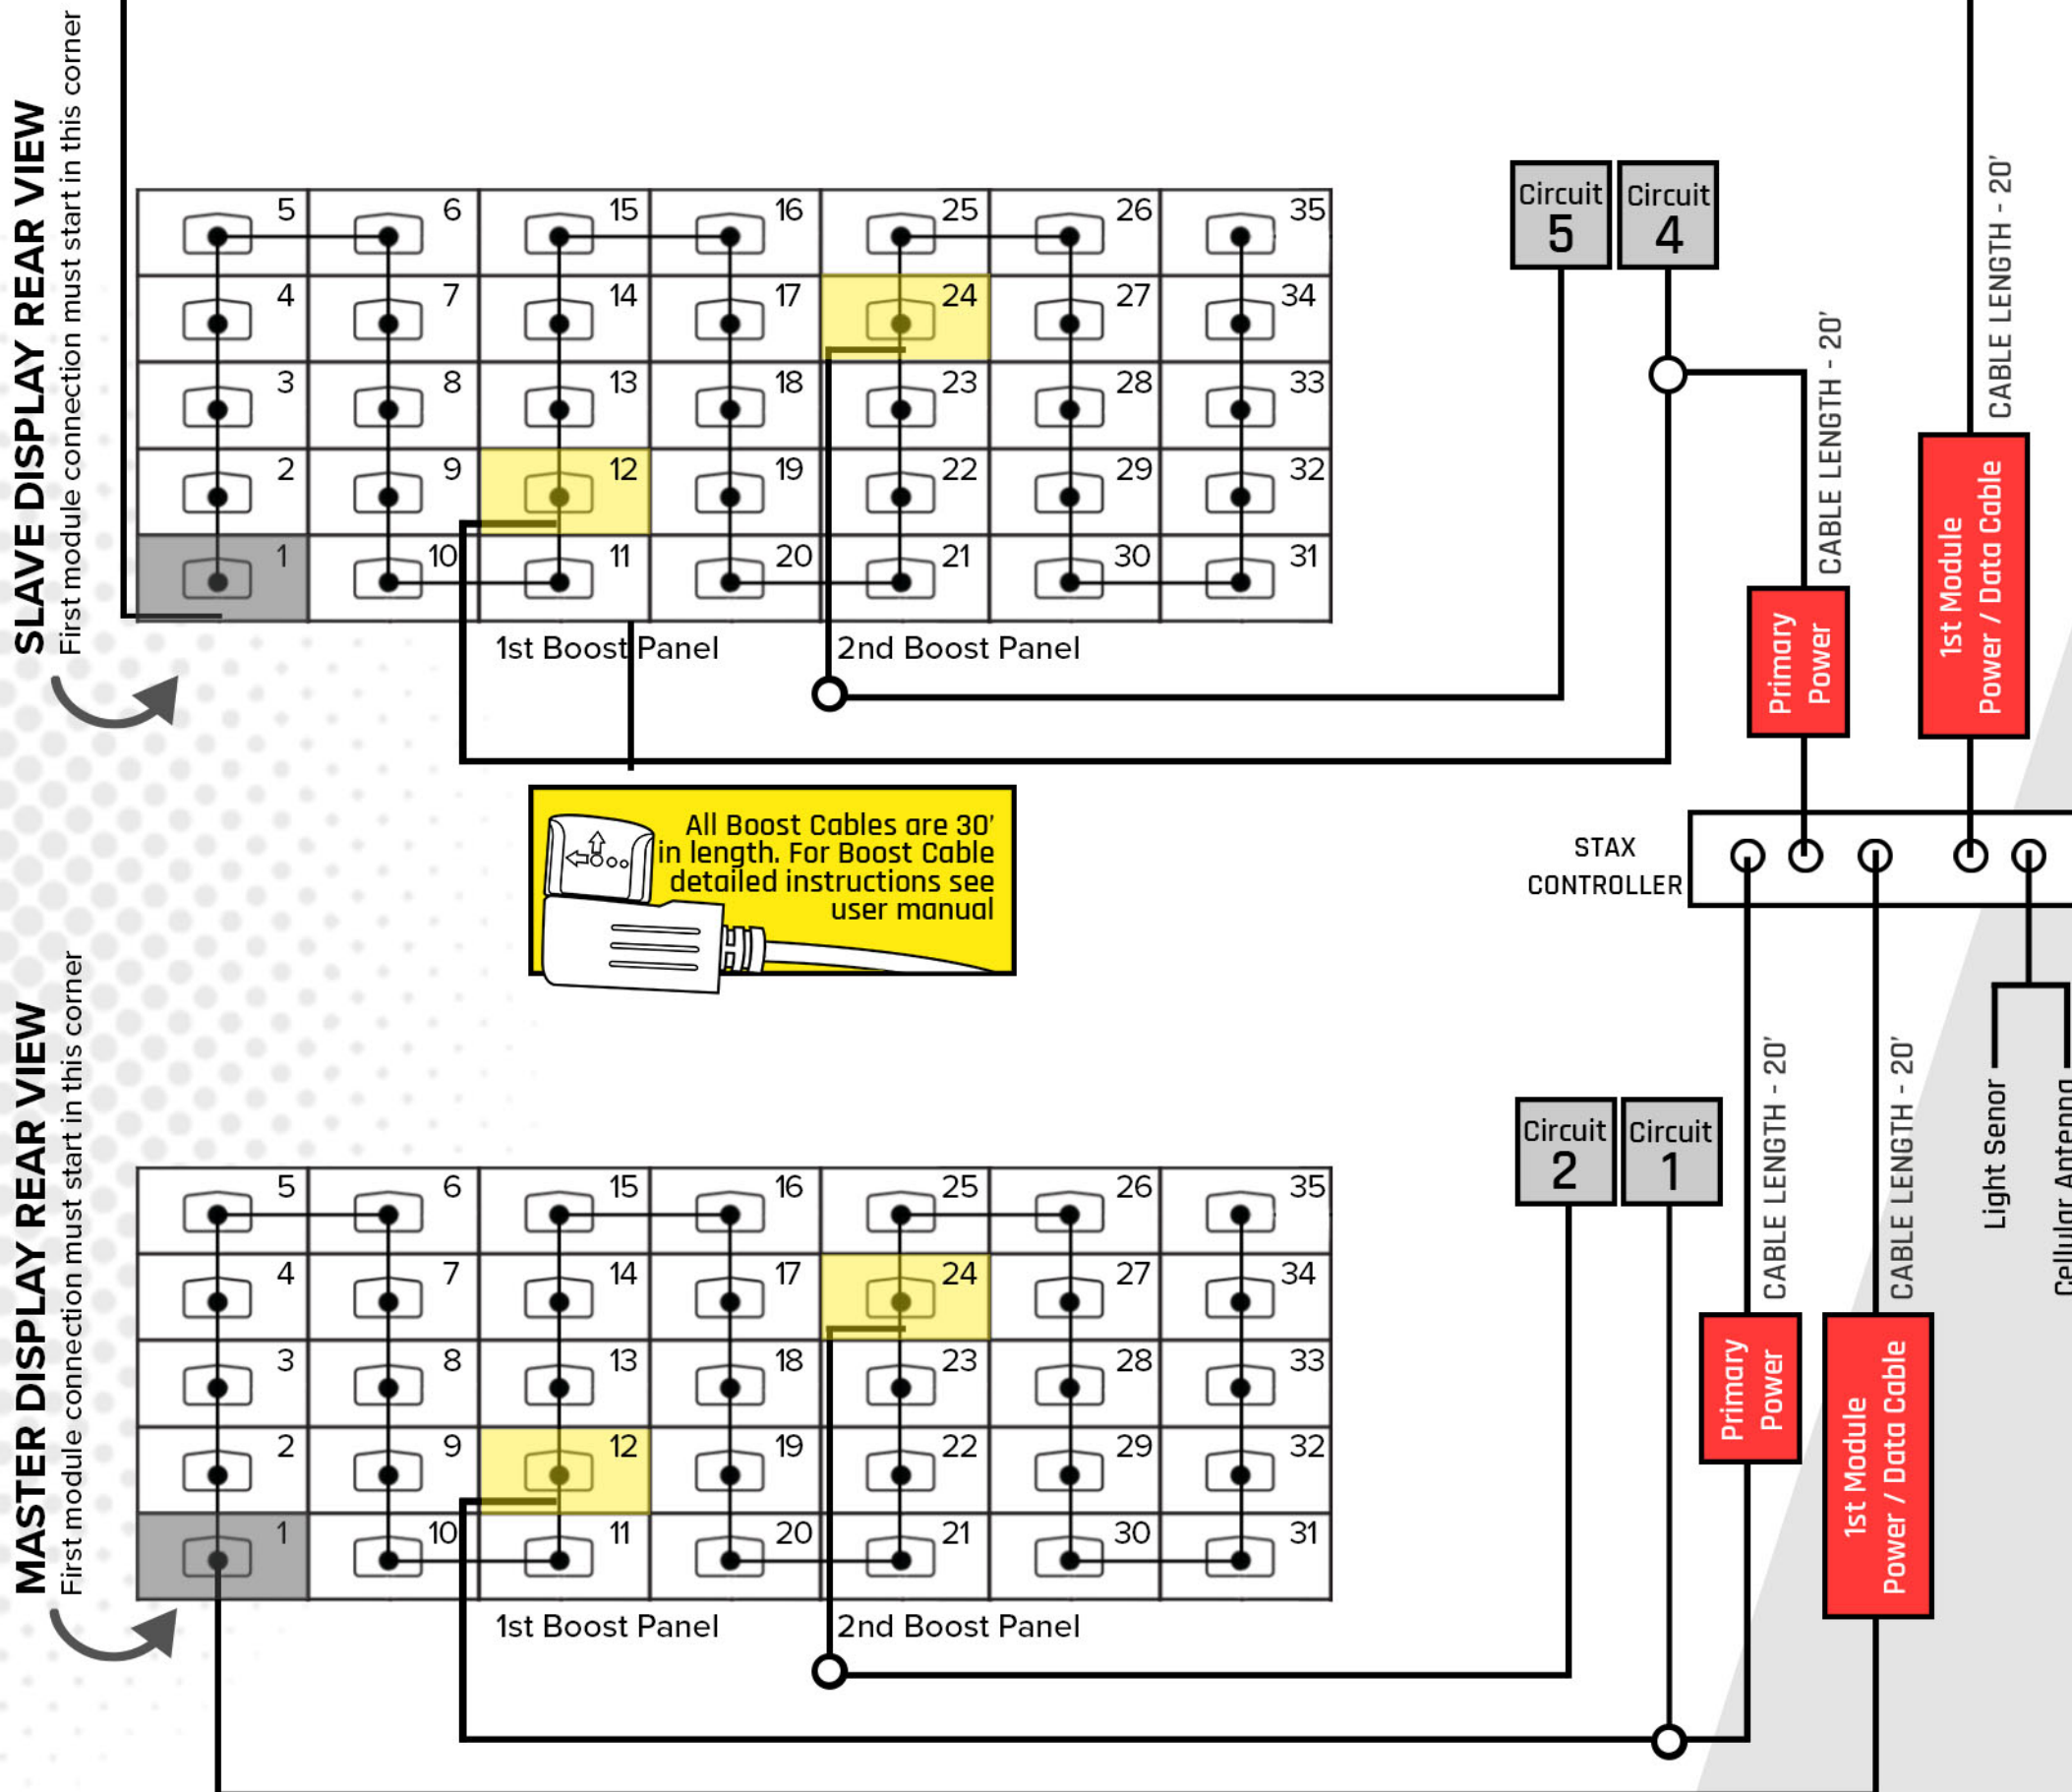 SLAVE DISPLAY REAR VIEW
First module connection must start in this corner
5 6 15 16 25 26 35
4 7 14 17 24 27 34
3 8 13 18 23 28 33
2 9 12 19 22 29 32
1 10 11 20 21 30 31
1st Boost Panel
2nd Boost Panel
Circuit
5
Circuit
4
CABLE LENGTH - 20'
CABLE LENGTH - 20'
Primary
Power
1st Module
Power / Data Cable
All Boost Cables are 30'
in length. For Boost Cable
detailed instructions see
user manual
STAX
CONTROLLER
MASTER DISPLAY REAR VIEW
First module connection must start in this corner
5 6 15 16 25 26 35
4 7 14 17 24 27 34
3 8 13 18 23 28 33
2 9 12 19 22 29 32
1 10 11 20 21 30 31
1st Boost Panel
2nd Boost Panel
Circuit
2
Circuit
1
CABLE LENGTH - 20'
CABLE LENGTH - 20'
Primary
Power
1st Module
Power / Data Cable
Light Senor
Cellular Antenna